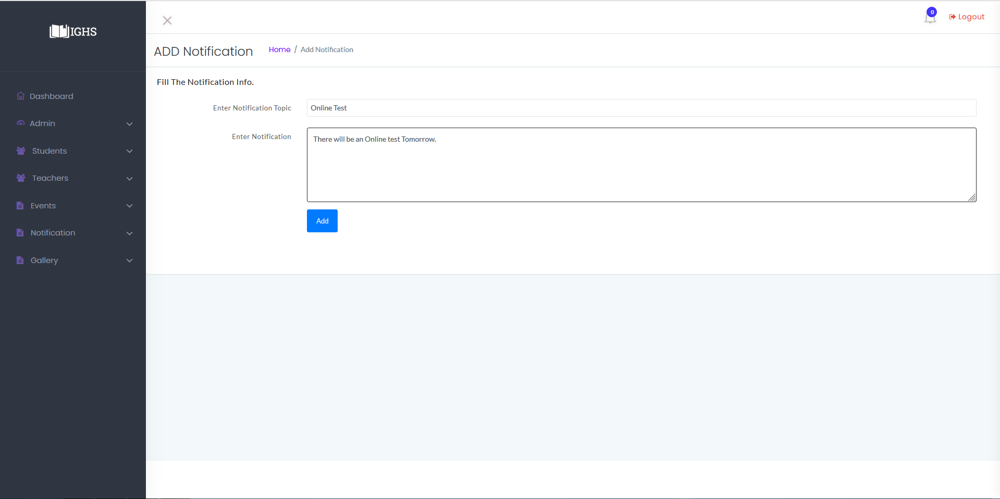 IGHS
0
Logout
ADD Notification
Home / Add Notification
Dashboard
Admin
Students
Teachers
Events
Notification
Gallery
Fill The Notification Info.
Enter Notification Topic
Online Test
Enter Notification
There will be an Online test Tomorrow.
Add